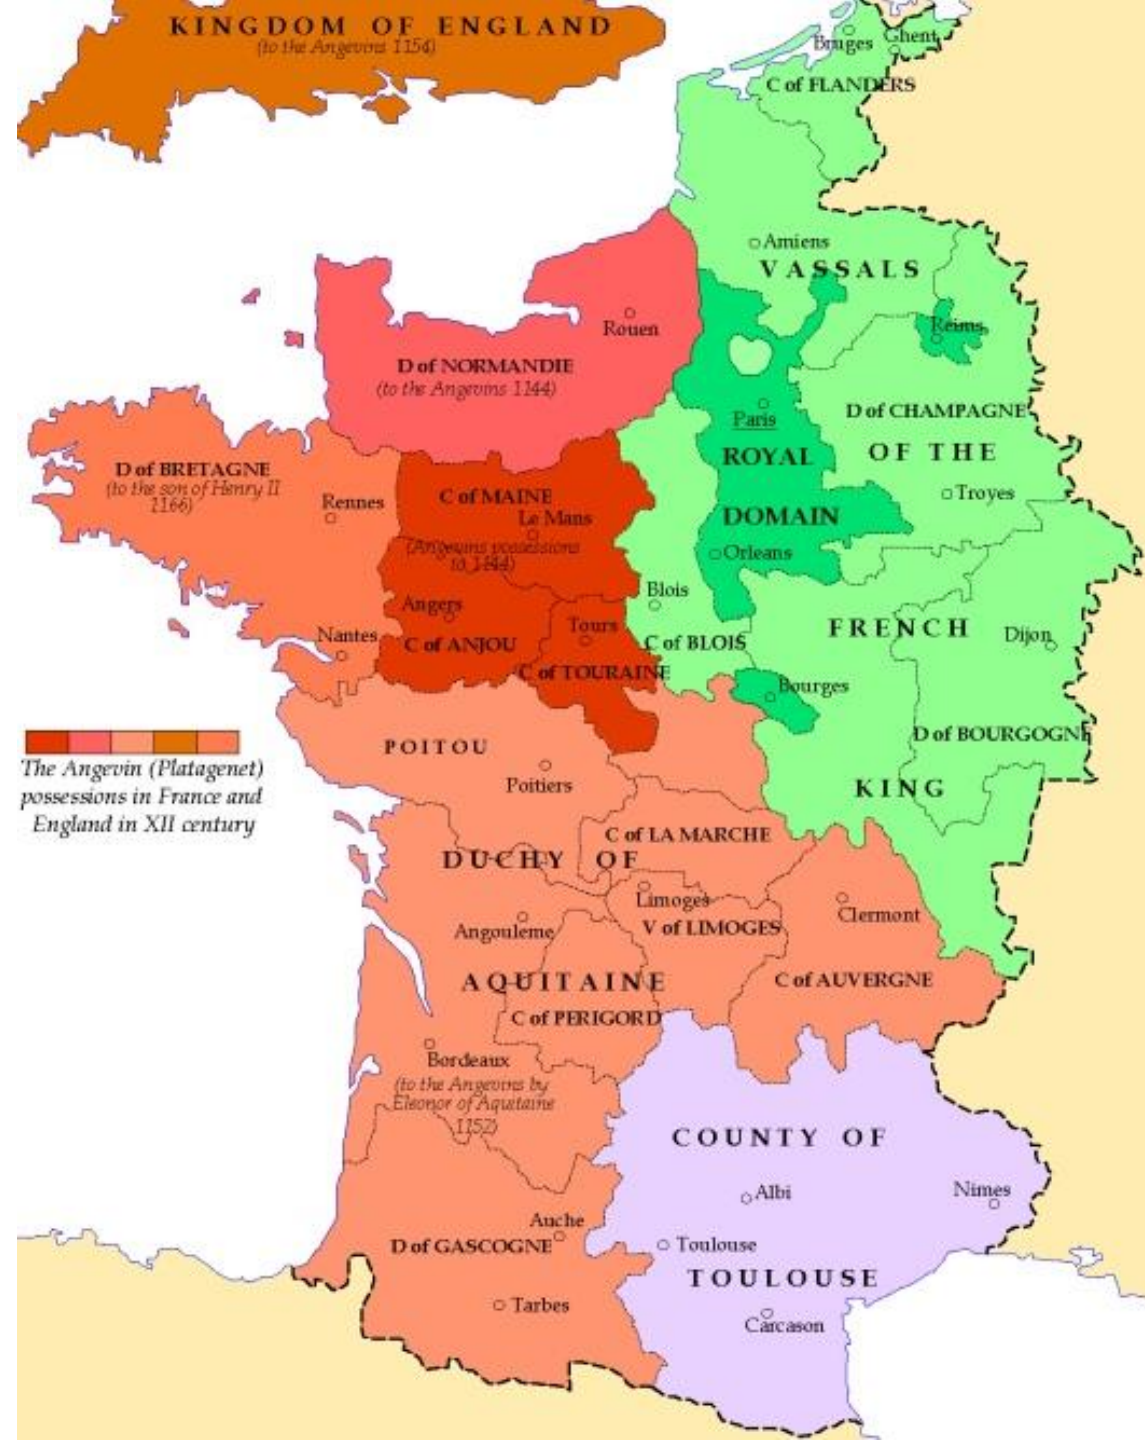 KINGDOM OF ENGLAND
(to the Angevins 1154)
Bruges
Ghent
C of FLANDERS
Amiens
VASSALS
Rouen
Reims
D of NORMANDIE
(to the Angevins 1144)
Paris
D of CHAMPAGNE
ROYAL
OF THE
D of BRETAGNE
(to the son of Henry II
1166)
Rennes
C of MAINE
Le Mans
(Angevins possessions
to 1144)
Troyes
DOMAIN
Orleans
Blois
Angers
Tours
Nantes
C of ANJOU
C of BLOIS
FRENCH
Dijon
C of TOURAINE
Bourges
D of BOURGOGNE
POITOU
Poitiers
KING
The Angevin (Platagenet)
possessions in France and
England in XII century
C of LA MARCHE
DUCHY OF
Limoges
Clermont
Angouleme
V of LIMOGES
AQUITAINE
C of AUVERGNE
C of PERIGORD
Bordeaux
(to the Angevins by
Eleonor of Aquitaine
1152)
COUNTY OF
Albi
Nimes
Auche
D of GASCOGNE
Toulouse
TOULOUSE
Tarbes
Carcason